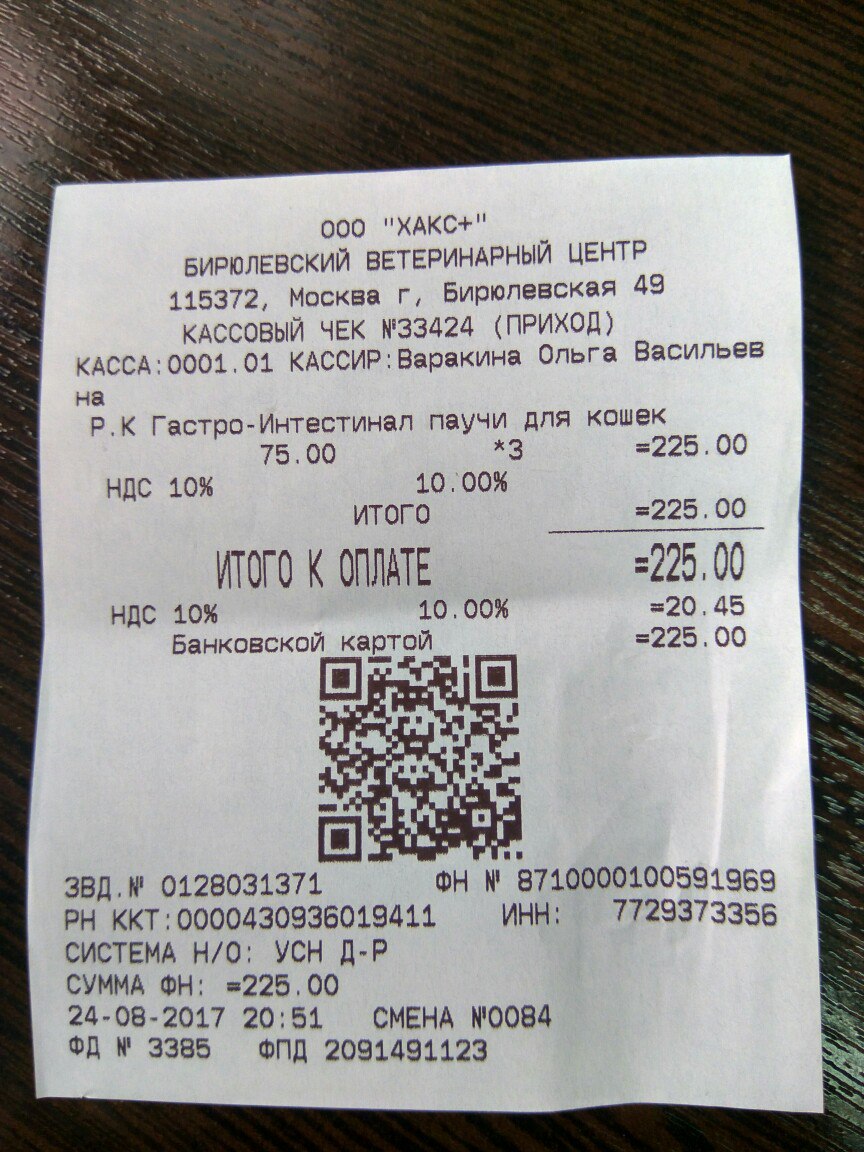 ООО "ХАКС+"
БИРЮЛЕВСКИЙ ВЕТЕРИНАРНЫЙ ЦЕНТР
115372, Москва г, Бирюлевская 49
КАССОВЫЙ ЧЕК №33424 (ПРИХОД)
КАССА:0001.01 КАССИР:Варакина Ольга Васильев
на
Р.К Гастро-Интестинал паучи для кошек
75.00 *3 =225.00
НДС 10% 10.00%
ИТОГО =225.00
ИТОГО К ОПЛАТЕ =225.00
НДС 10% 10.00% =20.45
Банковской картой =225.00
ЗВД.№ 0128031371 ФН № 8710000100591969
РН ККТ:0000430936019411 ИНН: 7729373356
СИСТЕМА Н/О: УСН Д-Р
СУММА ФН: =225.00
24-08-2017 20:51 СМЕНА №0084
ФД № 3385 ФПД 2091491123